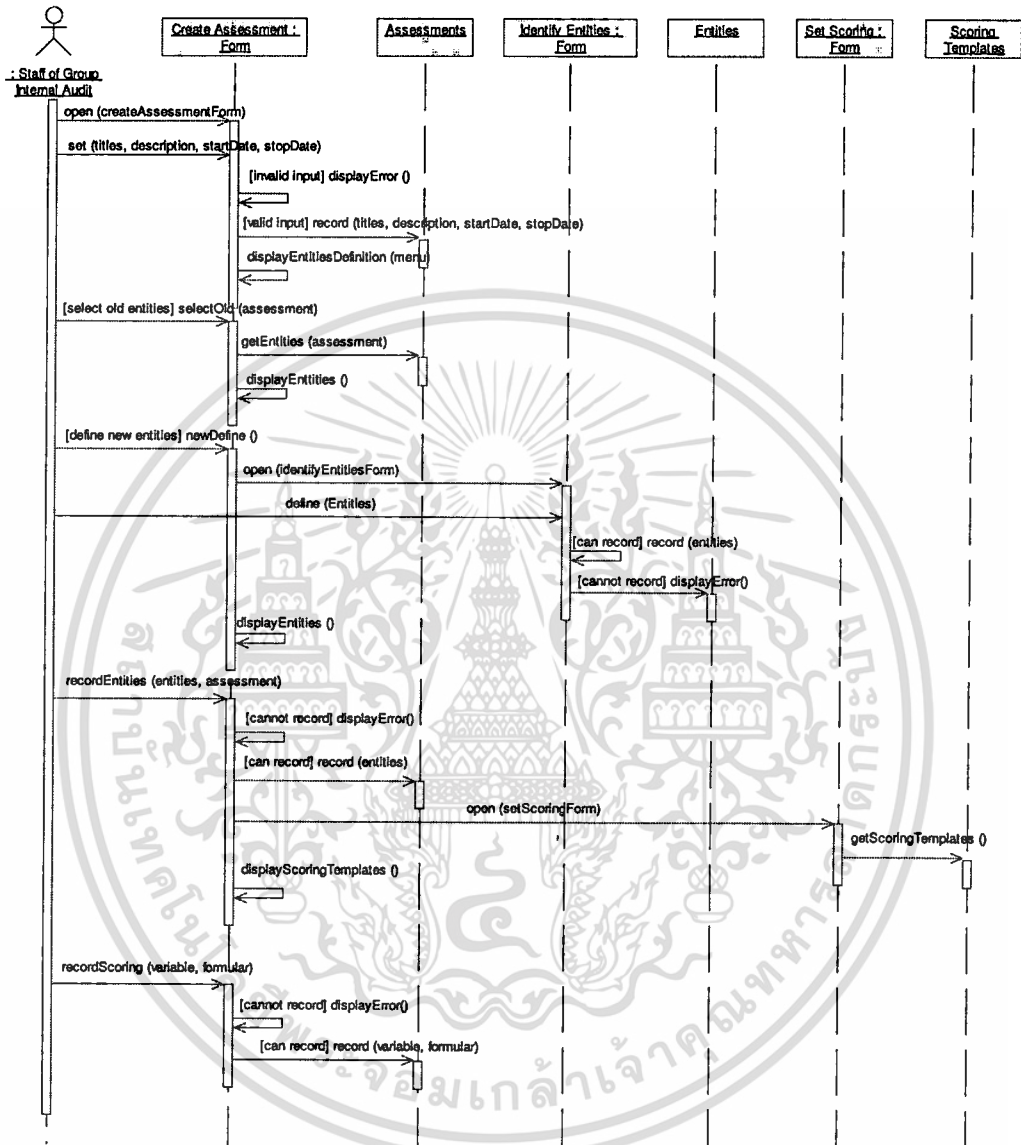 Create Assessment :
Form
Assessments
Identify Entities :
Form
Entities
Set Scoring :
Form
Scoring
Templates
: Staff of Group
Internal Audit
open (createAssessmentForm)
set (titles, description, startDate, stopDate)
[invalid input] displayError ()
[valid input] record (titles, description, startDate, stopDate)
displayEntitiesDefinition (menu)
[select old entities] selectOld (assessment)
getEntities (assessment)
displayEntities ()
[define new entities] newDefine ()
open (identifyEntitiesForm)
define (Entities)
[can record] record (entities)
[cannot record] displayError()
displayEntities ()
recordEntities (entities, assessment)
[cannot record] displayError()
[can record] record (entities)
open (setScoringForm)
getScoringTemplates ()
displayScoringTemplates ()
recordScoring (variable, formular)
[cannot record] displayError()
[can record] record (variable, formular)